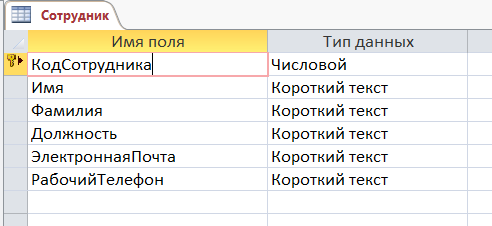 Сотрудник
Имя поля Тип данных
КодСотрудника Числовой
Имя Короткий текст
Фамилия Короткий текст
Должность Короткий текст
ЭлектроннаяПочта Короткий текст
РабочийТелефон Короткий текст